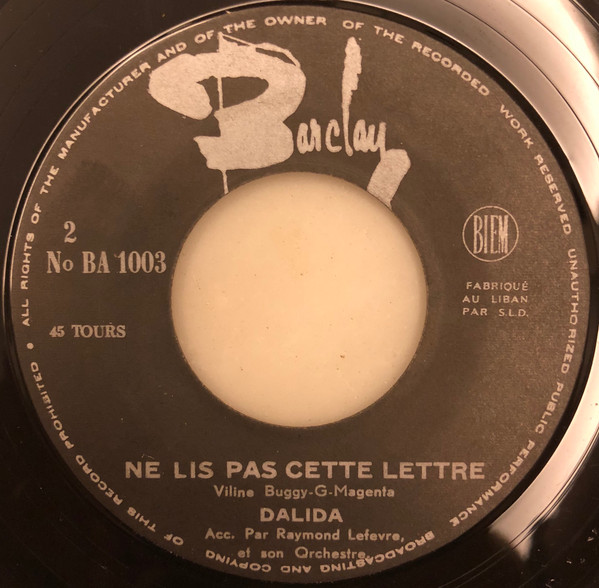 ALL RIGHTS OF THE MANUFACTURER AND OF THE OWNER OF THE RECORDED WORK RESERVED UNAUTHORIZED PUBLIC PERFORMANCE BROADCASTING AND COPYING OF THIS RECORD PROHIBITED
Barclay
2
No BA 1003
45 TOURS
BIEM
FABRIQUÉ
AU LIBAN
PAR S.L.D.
NE LIS PAS CETTE LETTRE
Viline Buggy-G-Magenta
DALIDA
Acc. Par Raymond Lefevre,
et son Orchestre